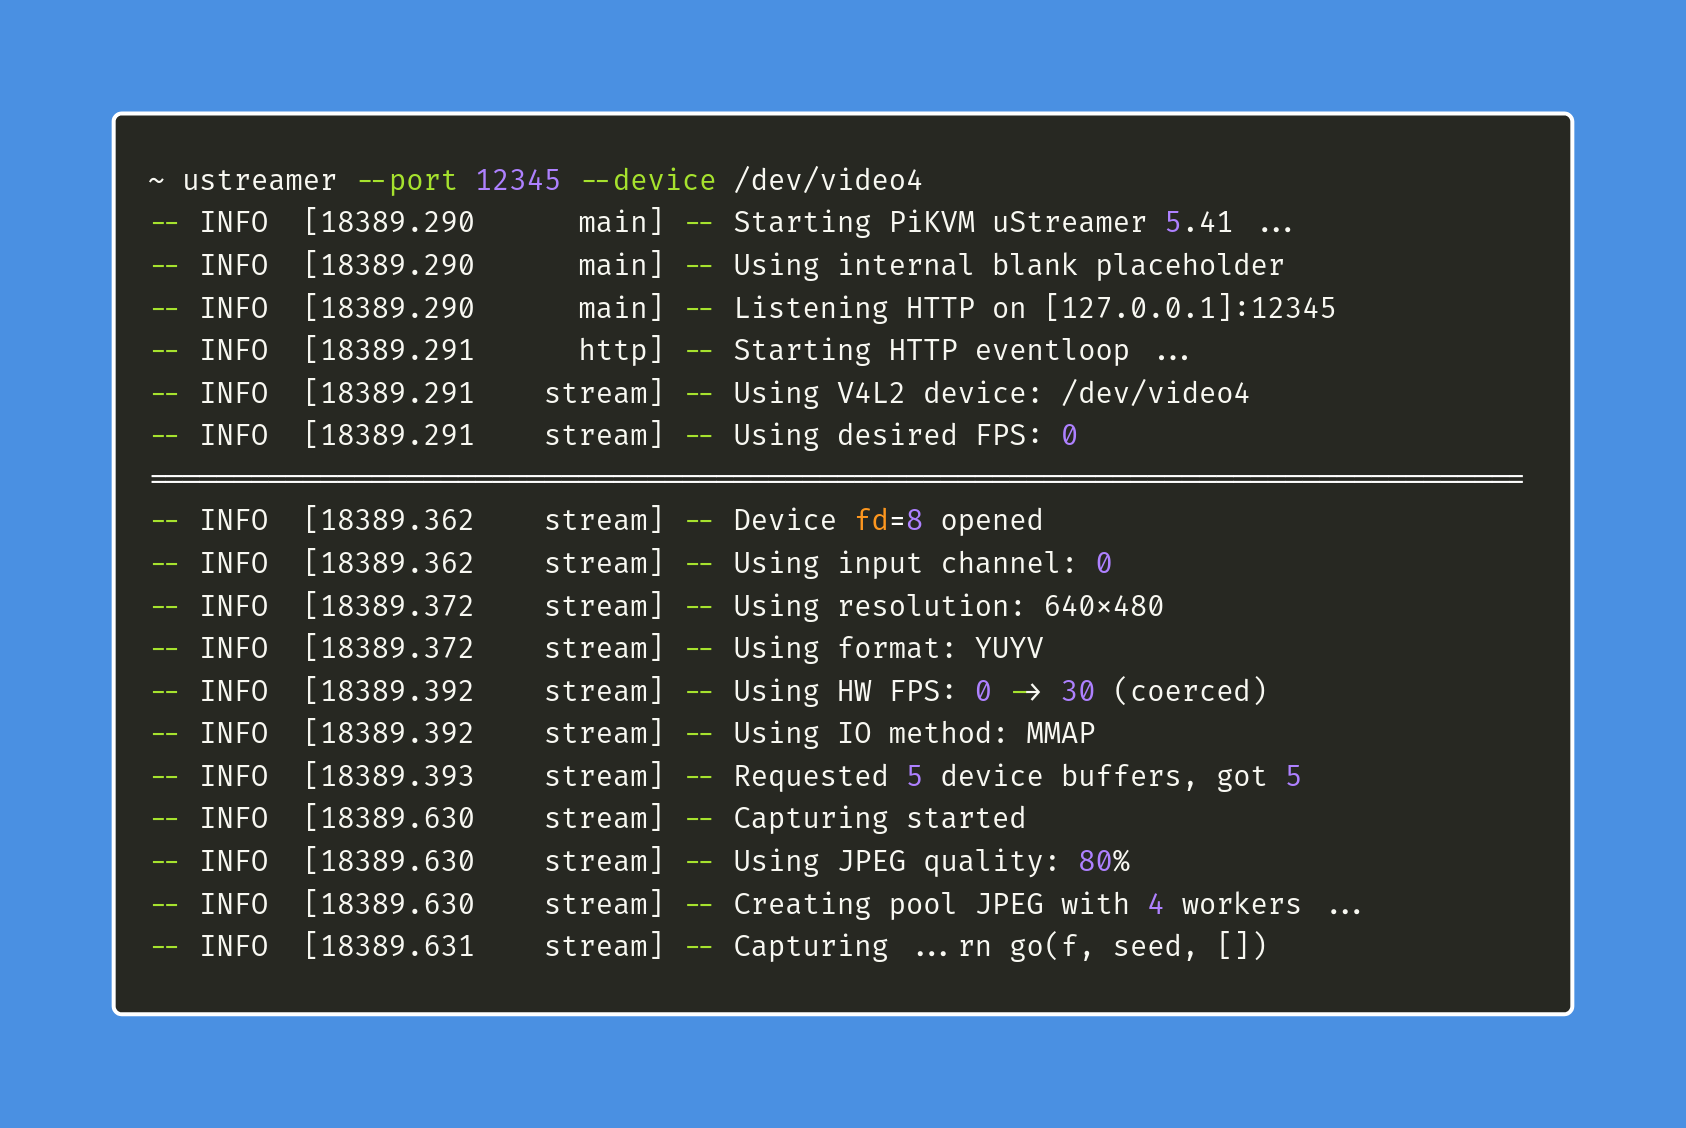 ~ ustreamer --port 12345 --device /dev/video4
-- INFO  [18389.290      main] -- Starting PiKVM uStreamer 5.41 ...
-- INFO  [18389.290      main] -- Using internal blank placeholder
-- INFO  [18389.290      main] -- Listening HTTP on [127.0.0.1]:12345
-- INFO  [18389.291      http] -- Starting HTTP eventloop ...
-- INFO  [18389.291    stream] -- Using V4L2 device: /dev/video4
-- INFO  [18389.291    stream] -- Using desired FPS: 0
================================================================================
-- INFO  [18389.362    stream] -- Device fd=8 opened
-- INFO  [18389.362    stream] -- Using input channel: 0
-- INFO  [18389.372    stream] -- Using resolution: 640×480
-- INFO  [18389.372    stream] -- Using format: YUYV
-- INFO  [18389.392    stream] -- Using HW FPS: 0 -> 30 (coerced)
-- INFO  [18389.392    stream] -- Using IO method: MMAP
-- INFO  [18389.393    stream] -- Requested 5 device buffers, got 5
-- INFO  [18389.630    stream] -- Capturing started
-- INFO  [18389.630    stream] -- Using JPEG quality: 80%
-- INFO  [18389.630    stream] -- Creating pool JPEG with 4 workers ...
-- INFO  [18389.631    stream] -- Capturing ...rn go(f, seed, [])